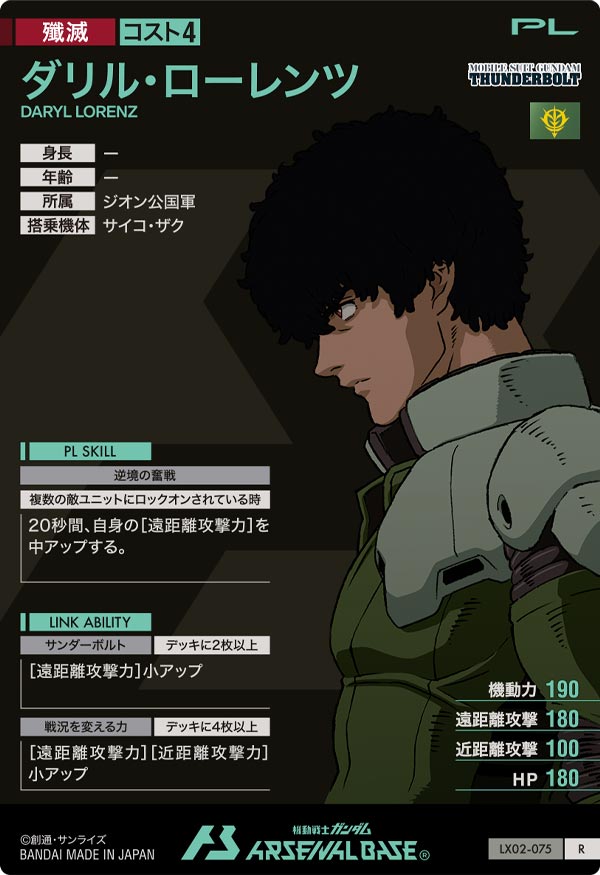 殲滅 コスト4 PL
ダリル・ローレンツ
DARYL LORENZ
MOBILE SUIT GUNDAM
THUNDERBOLT
身長 ー
年齢 ー
所属 ジオン公国軍
搭乗機体 サイコ・ザク
PL SKILL
逆境の奮戦
複数の敵ユニットにロックオンされている時
20秒間、自身の[遠距離攻撃力]を
中アップする。
LINK ABILITY
サンダーボルト デッキに2枚以上
[遠距離攻撃力]小アップ
戦況を変える力 デッキに4枚以上
[遠距離攻撃力][近距離攻撃力]
小アップ
機動力 190
遠距離攻撃 180
近距離攻撃 100
HP 180
©創通・サンライズ
BANDAI MADE IN JAPAN
機動戦士ガンダム
ARSENAL BASE®
LX02-075 R